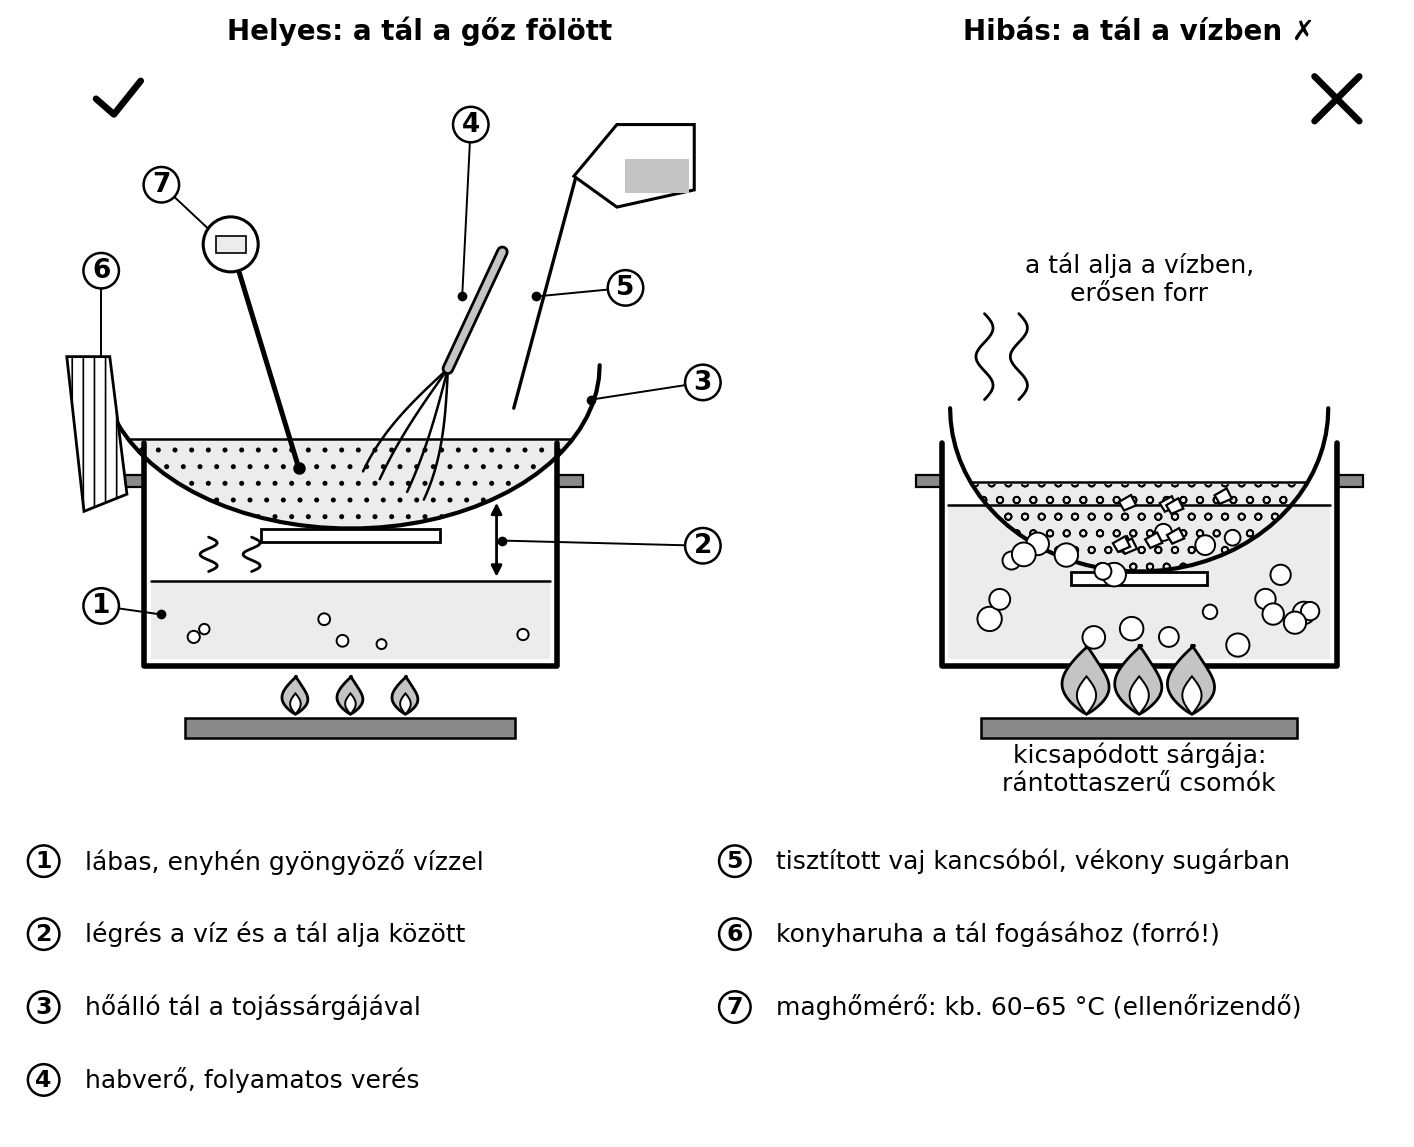 Helyes: a tál a gőz fölött
Hibás: a tál a vízben ✗
4
7
6
5
3
2
1
a tál alja a vízben,
erősen forr
kicsapódott sárgája:
rántottaszerű csomók
1 lábas, enyhén gyöngyöző vízzel
2 légrés a víz és a tál alja között
3 hőálló tál a tojássárgájával
4 habverő, folyamatos verés
5 tisztított vaj kancsóból, vékony sugárban
6 konyharuha a tál fogásához (forró!)
7 maghőmérő: kb. 60–65 °C (ellenőrizendő)